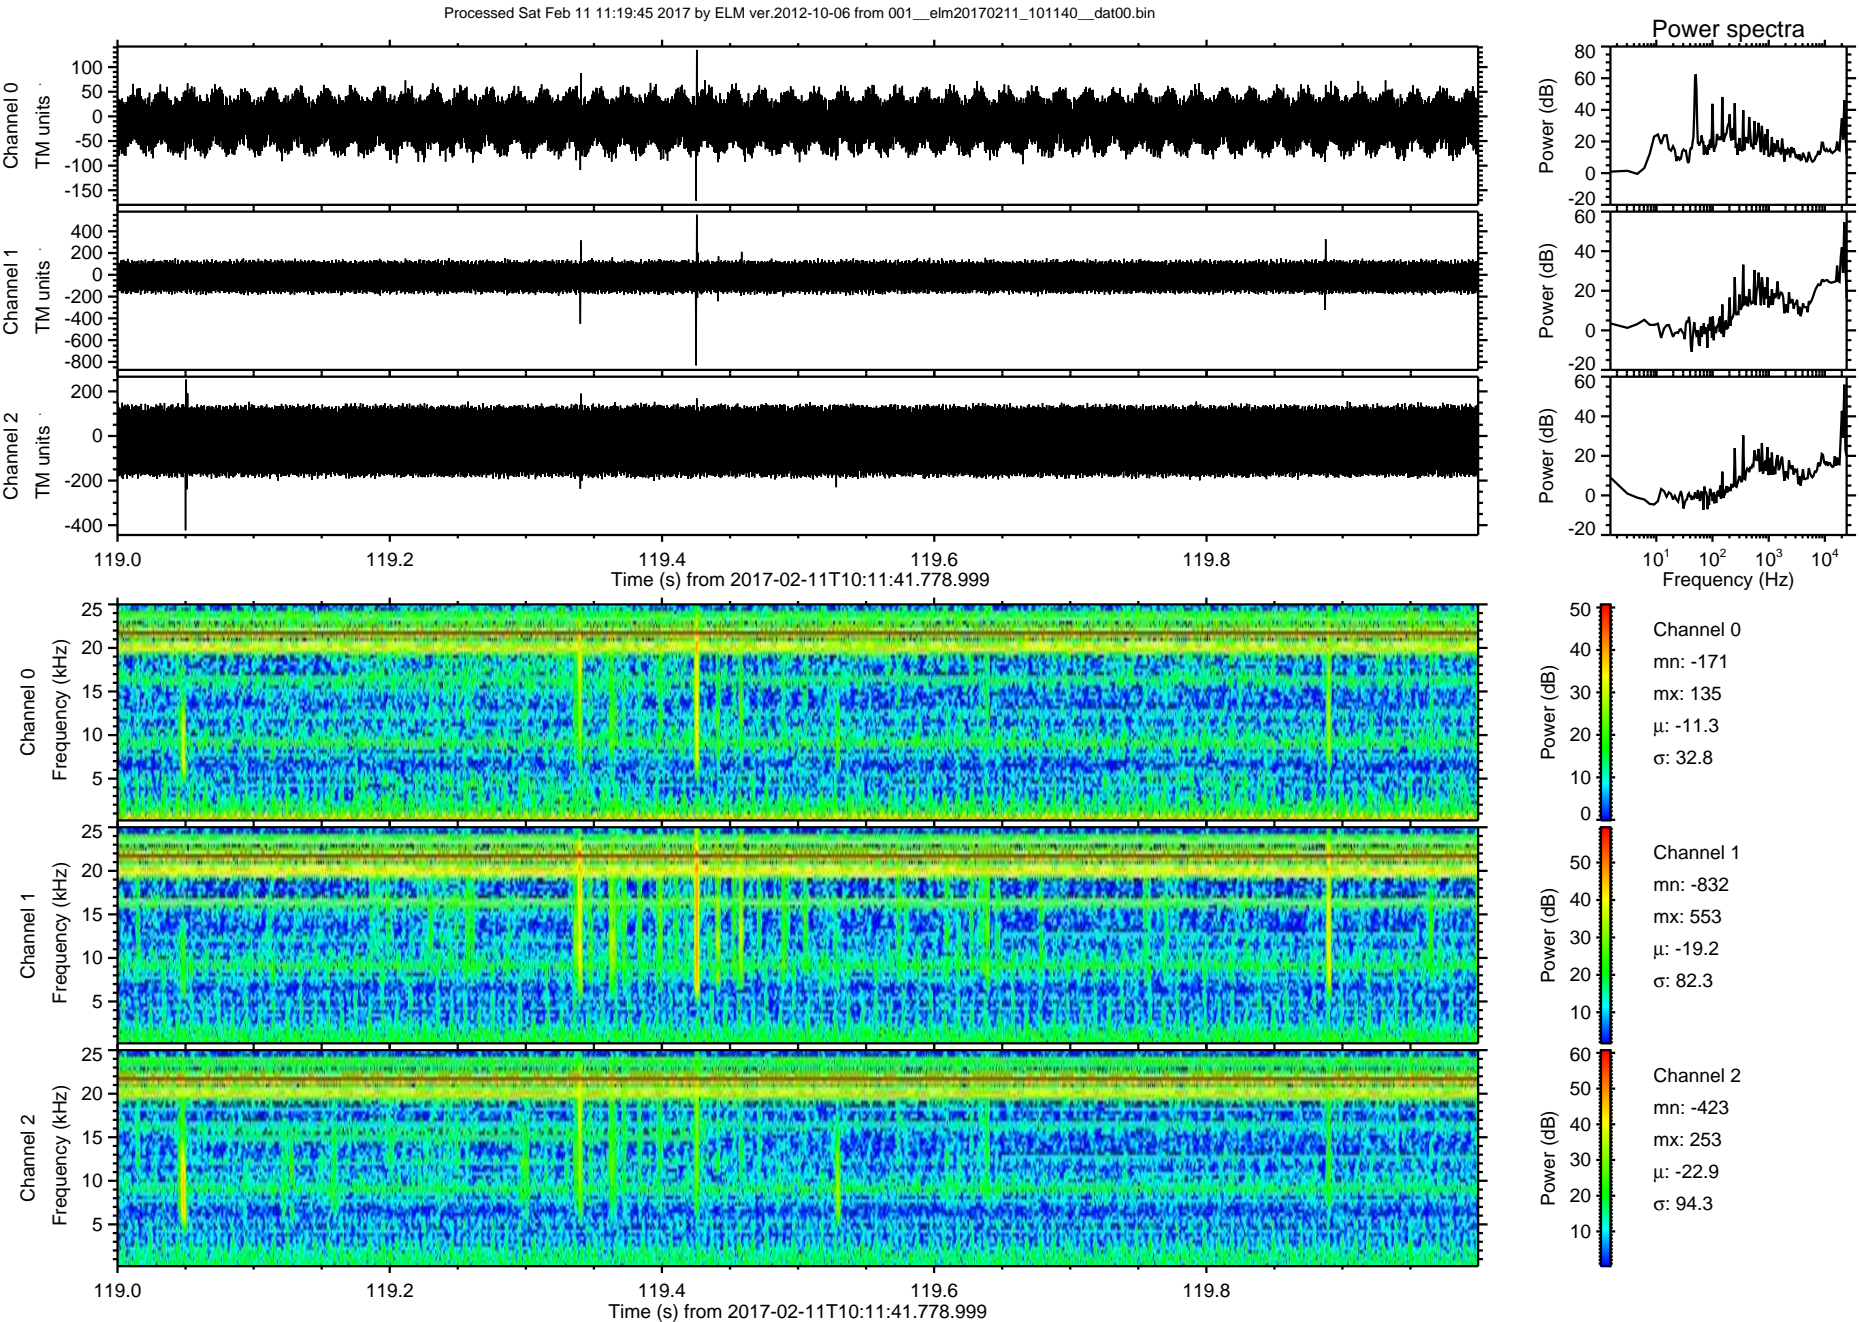 Processed Sat Feb 11 11:19:45 2017 by ELM ver.2012-10-06 from 001__elm20170211_101140__dat00.bin
Power spectra
Channel 0
TM units
100
50
0
-50
-100
-150
Power (dB)
80
60
40
20
0
-20
Channel 1
TM units
400
200
0
-200
-400
-600
-800
Power (dB)
60
40
20
0
-20
Channel 2
TM units
200
0
-200
-400
Power (dB)
60
40
20
0
-20
119.0 119.2 119.4 119.6 119.8
Time (s) from 2017-02-11T10:11:41.778.999
10^1 10^2 10^3 10^4
Frequency (Hz)
Channel 0
Frequency (kHz)
25
20
15
10
5
Power (dB)
50
40
30
20
10
0
Channel 0
mn: -171
mx: 135
μ: -11.3
σ: 32.8
Channel 1
Frequency (kHz)
25
20
15
10
5
Power (dB)
50
40
30
20
10
Channel 1
mn: -832
mx: 553
μ: -19.2
σ: 82.3
Channel 2
Frequency (kHz)
25
20
15
10
5
Power (dB)
60
50
40
30
20
10
Channel 2
mn: -423
mx: 253
μ: -22.9
σ: 94.3
119.0 119.2 119.4 119.6 119.8
Time (s) from 2017-02-11T10:11:41.778.999